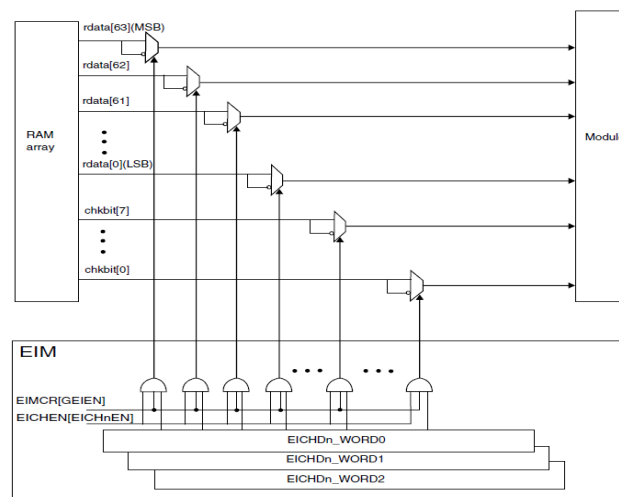 rdata[63](MSB)
rdata[62]
rdata[61]
RAM
array
Module
rdata[0](LSB)
chkbit[7]
chkbit[0]
EIM
EIMCR[GEIEN]
EICHEN[EICHnEN]
EICHDn_WORD0
EICHDn_WORD1
EICHDn_WORD2